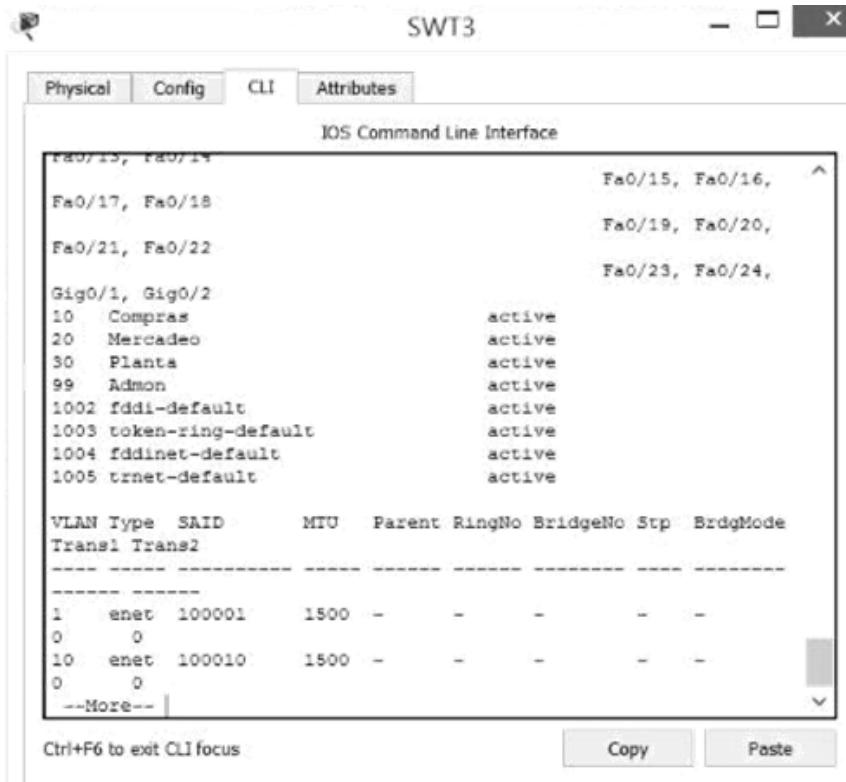 SWT3
Physical Config CLI Attributes
IOS Command Line Interface
Fa0/13, Fa0/14
Fa0/15, Fa0/16,
Fa0/17, Fa0/18
Fa0/19, Fa0/20,
Fa0/21, Fa0/22
Fa0/23, Fa0/24,
Gig0/1, Gig0/2
10 Compras active
20 Mercadeo active
30 Planta active
99 Admon active
1002 fddi-default active
1003 token-ring-default active
1004 fddinet-default active
1005 trnet-default active
VLAN Type SAID MTU Parent RingNo BridgeNo Stp BrdgMode
Trans1 Trans2
---- ----- ---------- ----- ------ ------ -------- ---- --------
------ ------
1 enet 100001 1500 - - - - -
0 0
10 enet 100010 1500 - - - - -
0 0
--More--
Ctrl+F6 to exit CLI focus
Copy Paste